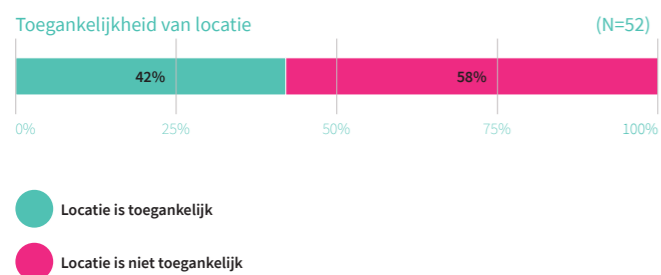 Toegankelijkheid van locatie (N=52)
42% 58%
0% 25% 50% 75% 100%
Locatie is toegankelijk
Locatie is niet toegankelijk